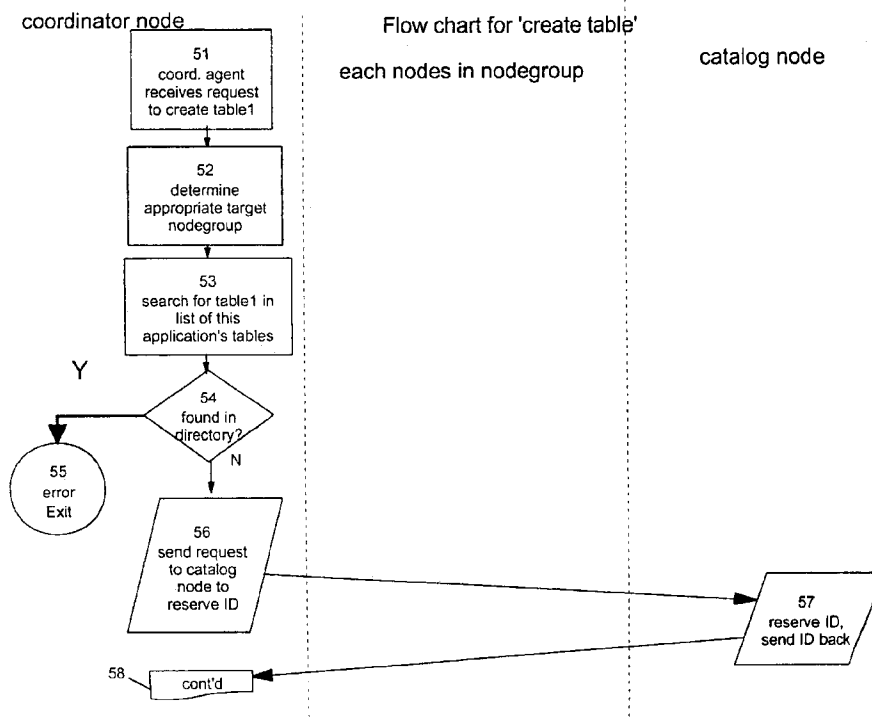 coordinator node
Flow chart for 'create table'
each nodes in nodegroup
catalog node
51
coord. agent
receives request
to create table1
52
determine
appropriate target
nodegroup
53
search for table1 in
list of this
application's tables
Y
54
found in
directory?
N
55
error
Exit
56
send request
to catalog
node to
reserve ID
57
reserve ID,
send ID back
58
cont'd